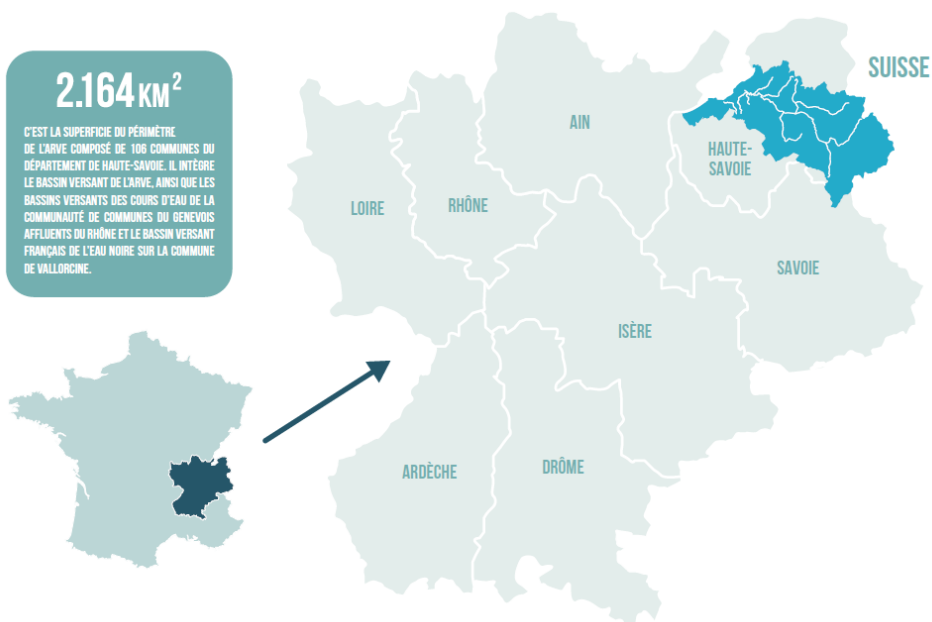 2.164 KM²
C'EST LA SUPERFICIE DU PÉRIMÈTRE
DE L'ARVE COMPOSÉ DE 106 COMMUNES DU
DÉPARTEMENT DE HAUTE-SAVOIE. IL INTÈGRE
LE BASSIN VERSANT DE L'ARVE, AINSI QUE LES
BASSINS VERSANTS DES COURS D'EAU DE LA
COMMUNAUTÉ DE COMMUNES DU GENEVOIS
AFFLUENTS DU RHÔNE ET LE BASSIN VERSANT
FRANÇAIS DE L'EAU NOIRE SUR LA COMMUNE
DE VALLORCINE.
SUISSE
AIN
HAUTE-
SAVOIE
LOIRE
RHÔNE
SAVOIE
ISÈRE
ARDÈCHE
DRÔME